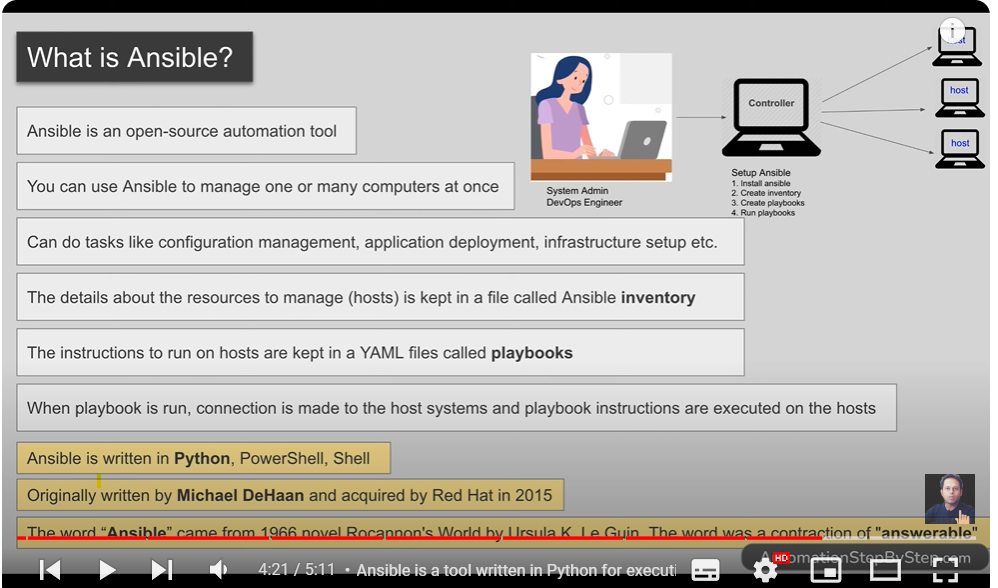 What is Ansible?
Ansible is an open-source automation tool
You can use Ansible to manage one or many computers at once
Can do tasks like configuration management, application deployment, infrastructure setup etc.
The details about the resources to manage (hosts) is kept in a file called Ansible inventory
The instructions to run on hosts are kept in a YAML files called playbooks
When playbook is run, connection is made to the host systems and playbook instructions are executed on the hosts
Ansible is written in Python, PowerShell, Shell
Originally written by Michael DeHaan and acquired by Red Hat in 2015
The word “Ansible” came from 1966 novel Rocannon's World by Ursula K. Le Guin. The word was a contraction of "answerable"
System Admin
DevOps Engineer
Controller
Setup Ansible
1. Install ansible
2. Create inventory
3. Create playbooks
4. Run playbooks
host
host
4:21 / 5:11 • Ansible is a tool written in Python for executi
HD